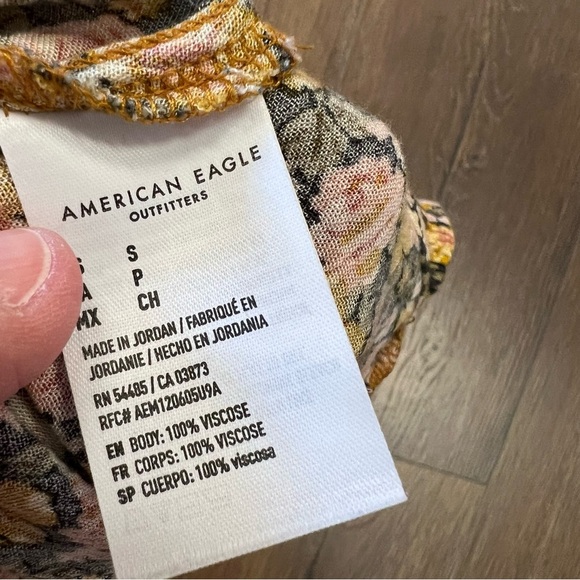 AMERICAN EAGLE
OUTFITTERS
S
P
MX CH
MADE IN JORDAN / FABRIQUÉ EN
JORDANIE / HECHO EN JORDANIA
RN 54485 / CA 03873
RFC# AEM120605U9A
EN BODY: 100% VISCOSE
FR CORPS: 100% VISCOSE
SP CUERPO: 100% viscosa